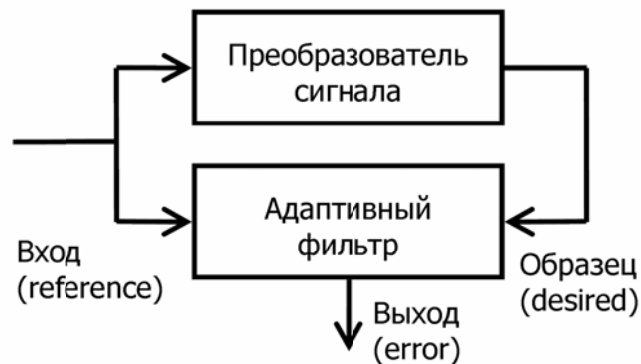 Преобразователь
сигнала
Адаптивный
фильтр
Вход
(reference)
Образец
(desired)
Выход
(error)